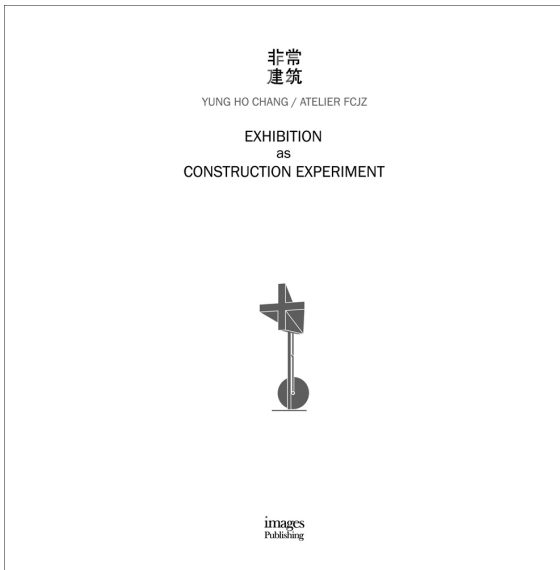 非常
建筑
YUNG HO CHANG / ATELIER FCJZ
EXHIBITION
as
CONSTRUCTION EXPERIMENT
images
Publishing